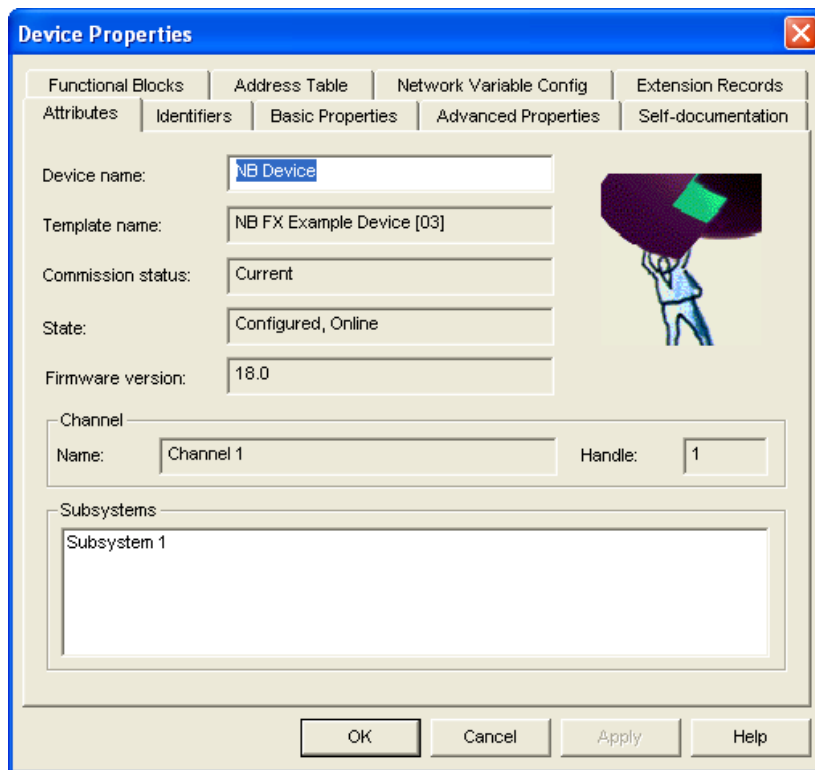 Device Properties
Functional Blocks Address Table Network Variable Config Extension Records
Attributes Identifiers Basic Properties Advanced Properties Self-documentation
Device name: NB Device
Template name: NB FX Example Device [03]
Commission status: Current
State: Configured, Online
Firmware version: 18.0
Channel
Name: Channel 1 Handle: 1
Subsystems
Subsystem 1
OK Cancel Apply Help